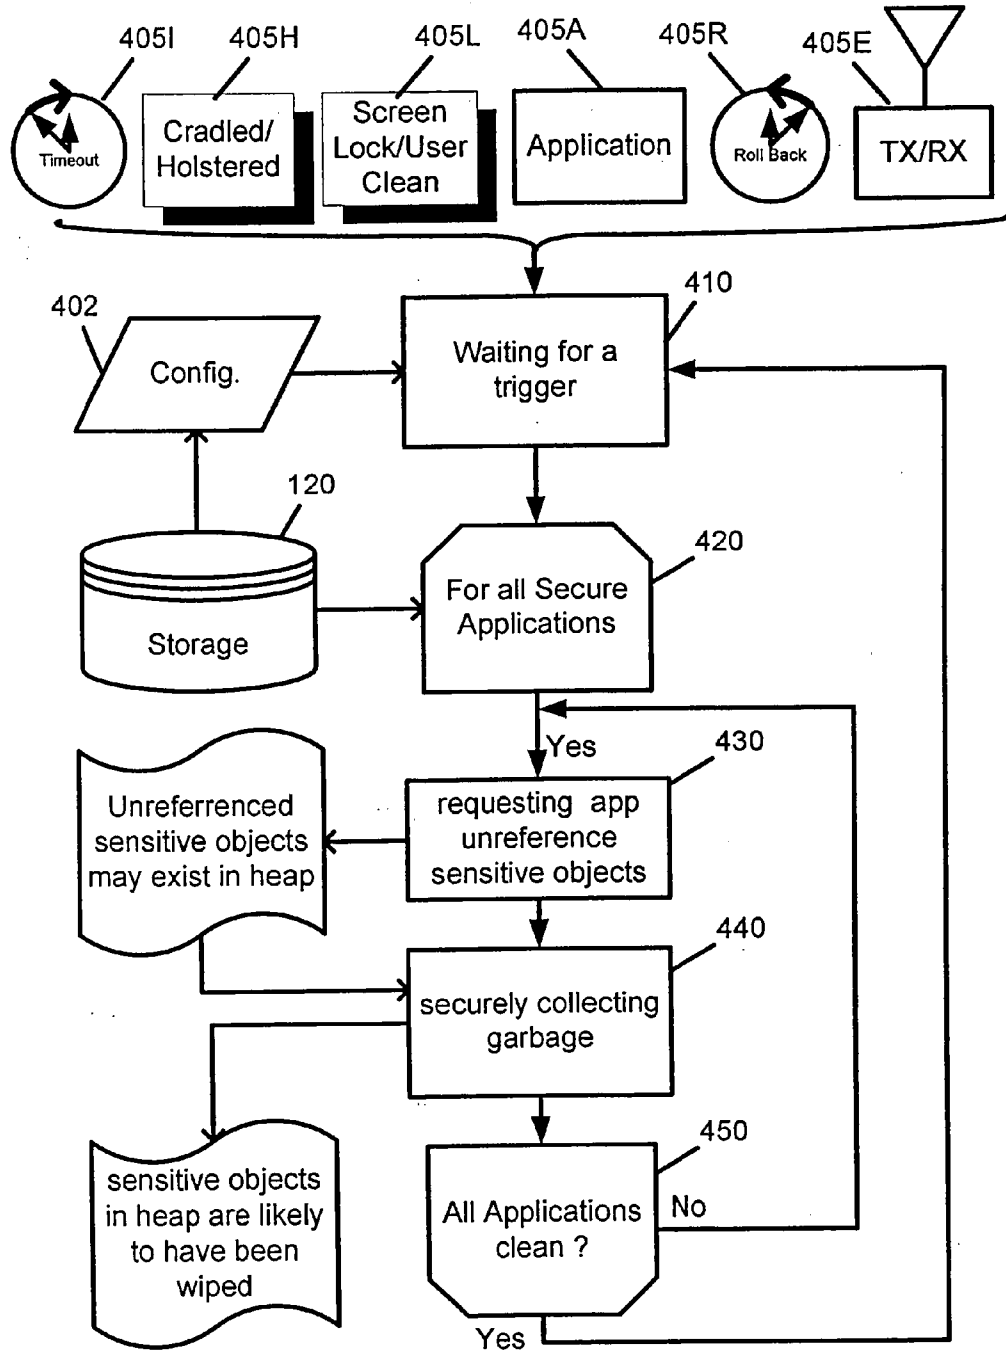 405I
405H
405L
405A
405R
405E
Timeout
Cradled/
Holstered
Screen
Lock/User
Clean
Application
Roll Back
TX/RX
410
402
Config.
Waiting for a
trigger
120
Storage
420
For all Secure
Applications
Yes
430
Unreferrenced
sensitive objects
may exist in heap
requesting app
unreference
sensitive objects
440
securely collecting
garbage
450
sensitive objects
in heap are likely
to have been
wiped
All Applications
clean ?
No
Yes